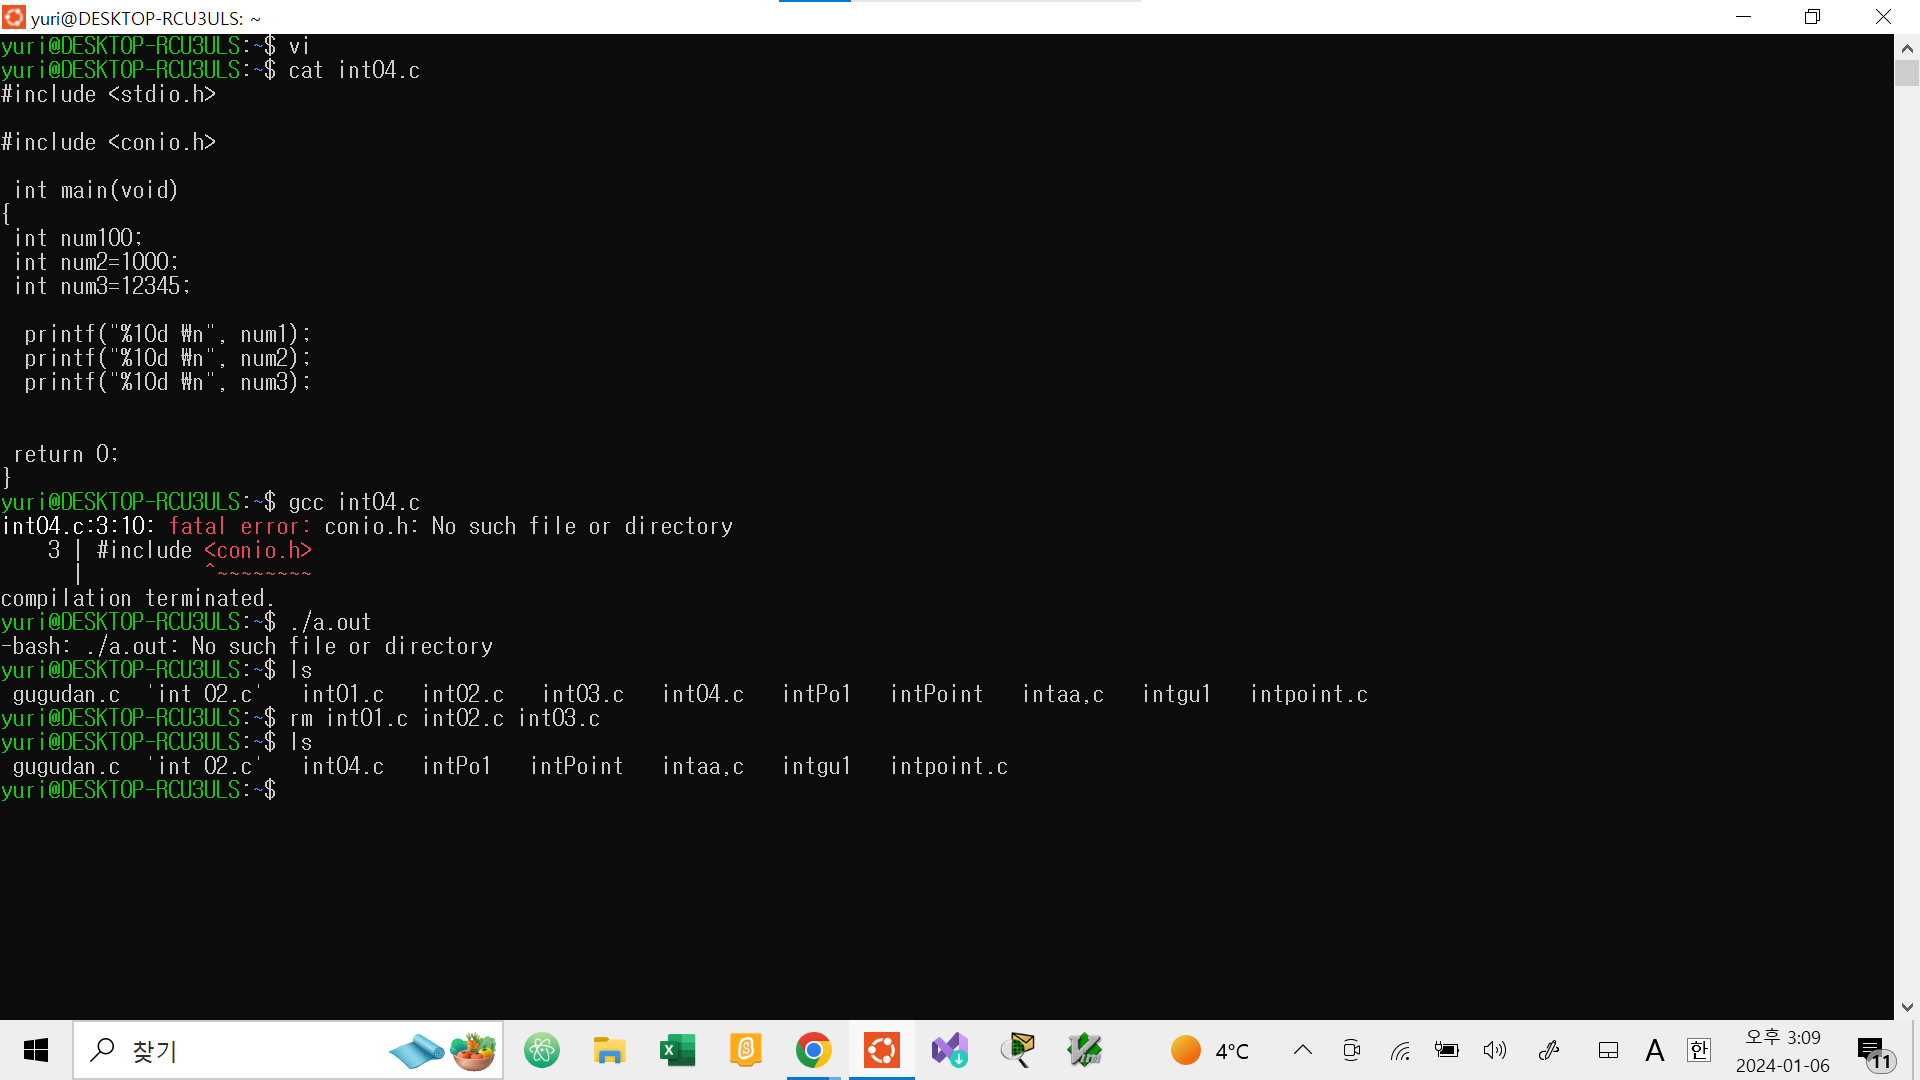 yuri@DESKTOP-RCU3ULS: ~
yuri@DESKTOP-RCU3ULS:~$ vi
yuri@DESKTOP-RCU3ULS:~$ cat int04.c
#include <stdio.h>
#include <conio.h>
int main(void)
{
int num100;
int num2=1000;
int num3=12345;
printf("%10d ₩n", num1);
printf("%10d ₩n", num2);
printf("%10d ₩n", num3);
return 0;
}
yuri@DESKTOP-RCU3ULS:~$ gcc int04.c
int04.c:3:10: fatal error: conio.h: No such file or directory
3 | #include <conio.h>
| ^~~~~~~~~
compilation terminated.
yuri@DESKTOP-RCU3ULS:~$ ./a.out
-bash: ./a.out: No such file or directory
yuri@DESKTOP-RCU3ULS:~$ ls
gugudan.c 'int 02.c' int01.c int02.c int03.c int04.c intPo1 intPoint intaa,c intgu1 intpoint.c
yuri@DESKTOP-RCU3ULS:~$ rm int01.c int02.c int03.c
yuri@DESKTOP-RCU3ULS:~$ ls
gugudan.c 'int 02.c' int04.c intPo1 intPoint intaa,c intgu1 intpoint.c
yuri@DESKTOP-RCU3ULS:~$
찾기
4°C
A
한
오후 3:09
2024-01-06
11